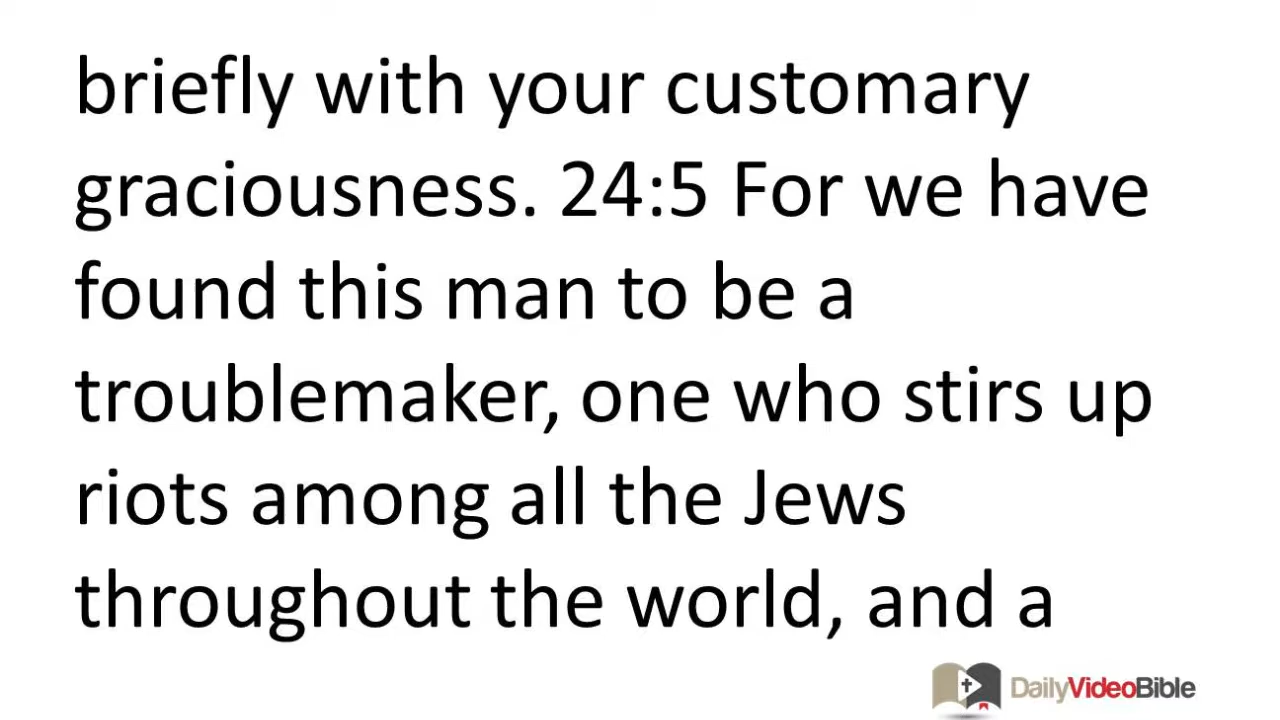 briefly with your customary
graciousness. 24:5 For we have
found this man to be a
troublemaker, one who stirs up
riots among all the Jews
throughout the world, and a
DailyVideoBible